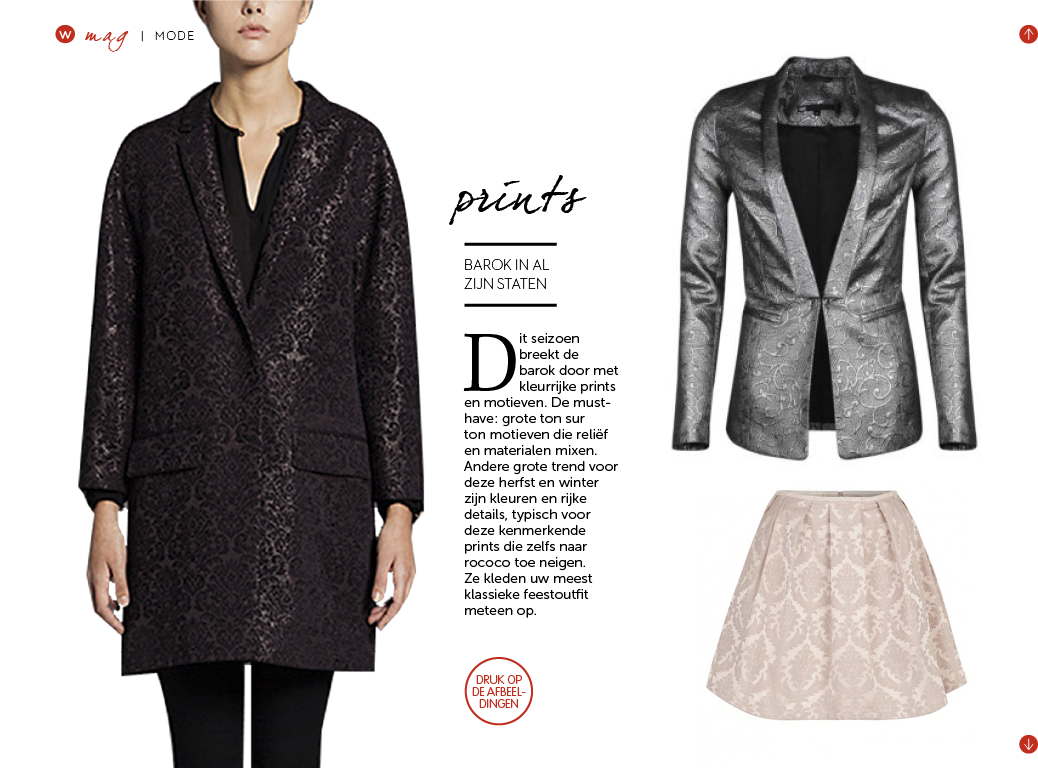 W mag | MODE
prints
BAROK IN AL
ZIJN STATEN
Dit seizoen
breekt de
barok door met
kleurrijke prints
en motieven. De must-
have: grote ton sur
ton motieven die reliëf
en materialen mixen.
Andere grote trend voor
deze herfst en winter
zijn kleuren en rijke
details, typisch voor
deze kenmerkende
prints die zelfs naar
rococo toe neigen.
Ze kleden uw meest
klassieke feestoutfit
meteen op.
DRUK OP
DE AFBEEL-
DINGEN